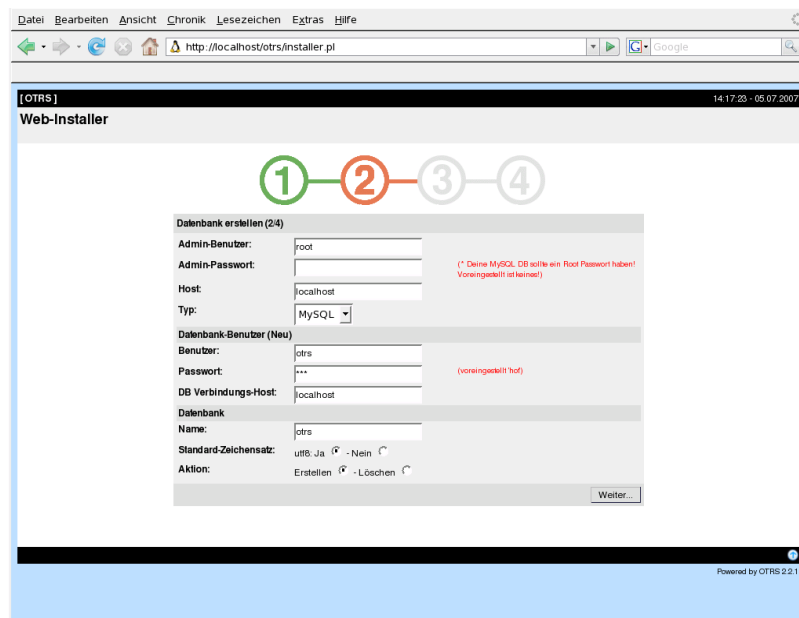 Datei Bearbeiten Ansicht Chronik Lesezeichen Extras Hilfe
http://localhost/otrs/installer.pl
G Google
[ OTRS ] 14:17:23 - 05.07.2007
Web-Installer
1 2 3 4
Datenbank erstellen (2/4)
Admin-Benutzer: root
Admin-Passwort: (* Deine MySQL DB sollte ein Root Passwort haben!
Voreingestellt ist keines!)
Host: localhost
Typ: MySQL
Datenbank-Benutzer (Neu)
Benutzer: otrs
Passwort: *** (voreingestellt 'hot')
DB Verbindungs-Host: localhost
Datenbank
Name: otrs
Standard-Zeichensatz: utf8: Ja - Nein
Aktion: Erstellen - Löschen
Weiter...
Powered by OTRS 2.2.1